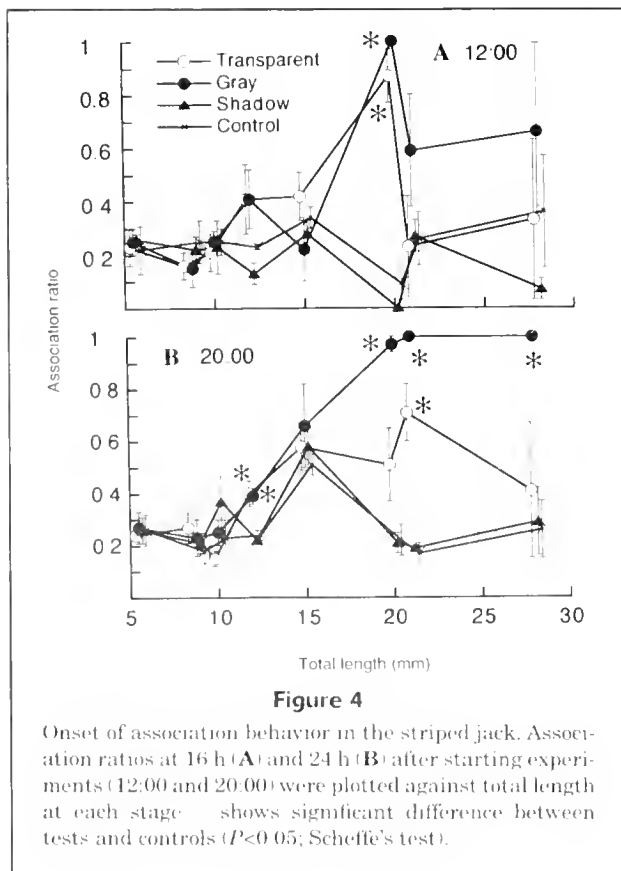 1
A 12:00
Transparent
Gray
Shadow
Control
0.8
0.6
0.4
0.2
Association ratio
1
B 20:00
0.8
0.6
0.4
0.2
5 10 15 20 25 30
Total length (mm)
Figure 4
Onset of association behavior in the striped jack. Associ-
ation ratios at 16 h (A) and 24 h (B) after starting experi-
ments (12:00 and 20:00) were plotted against total length
at each stage shows significant difference between
tests and controls (P<0.05; Scheffe's test).